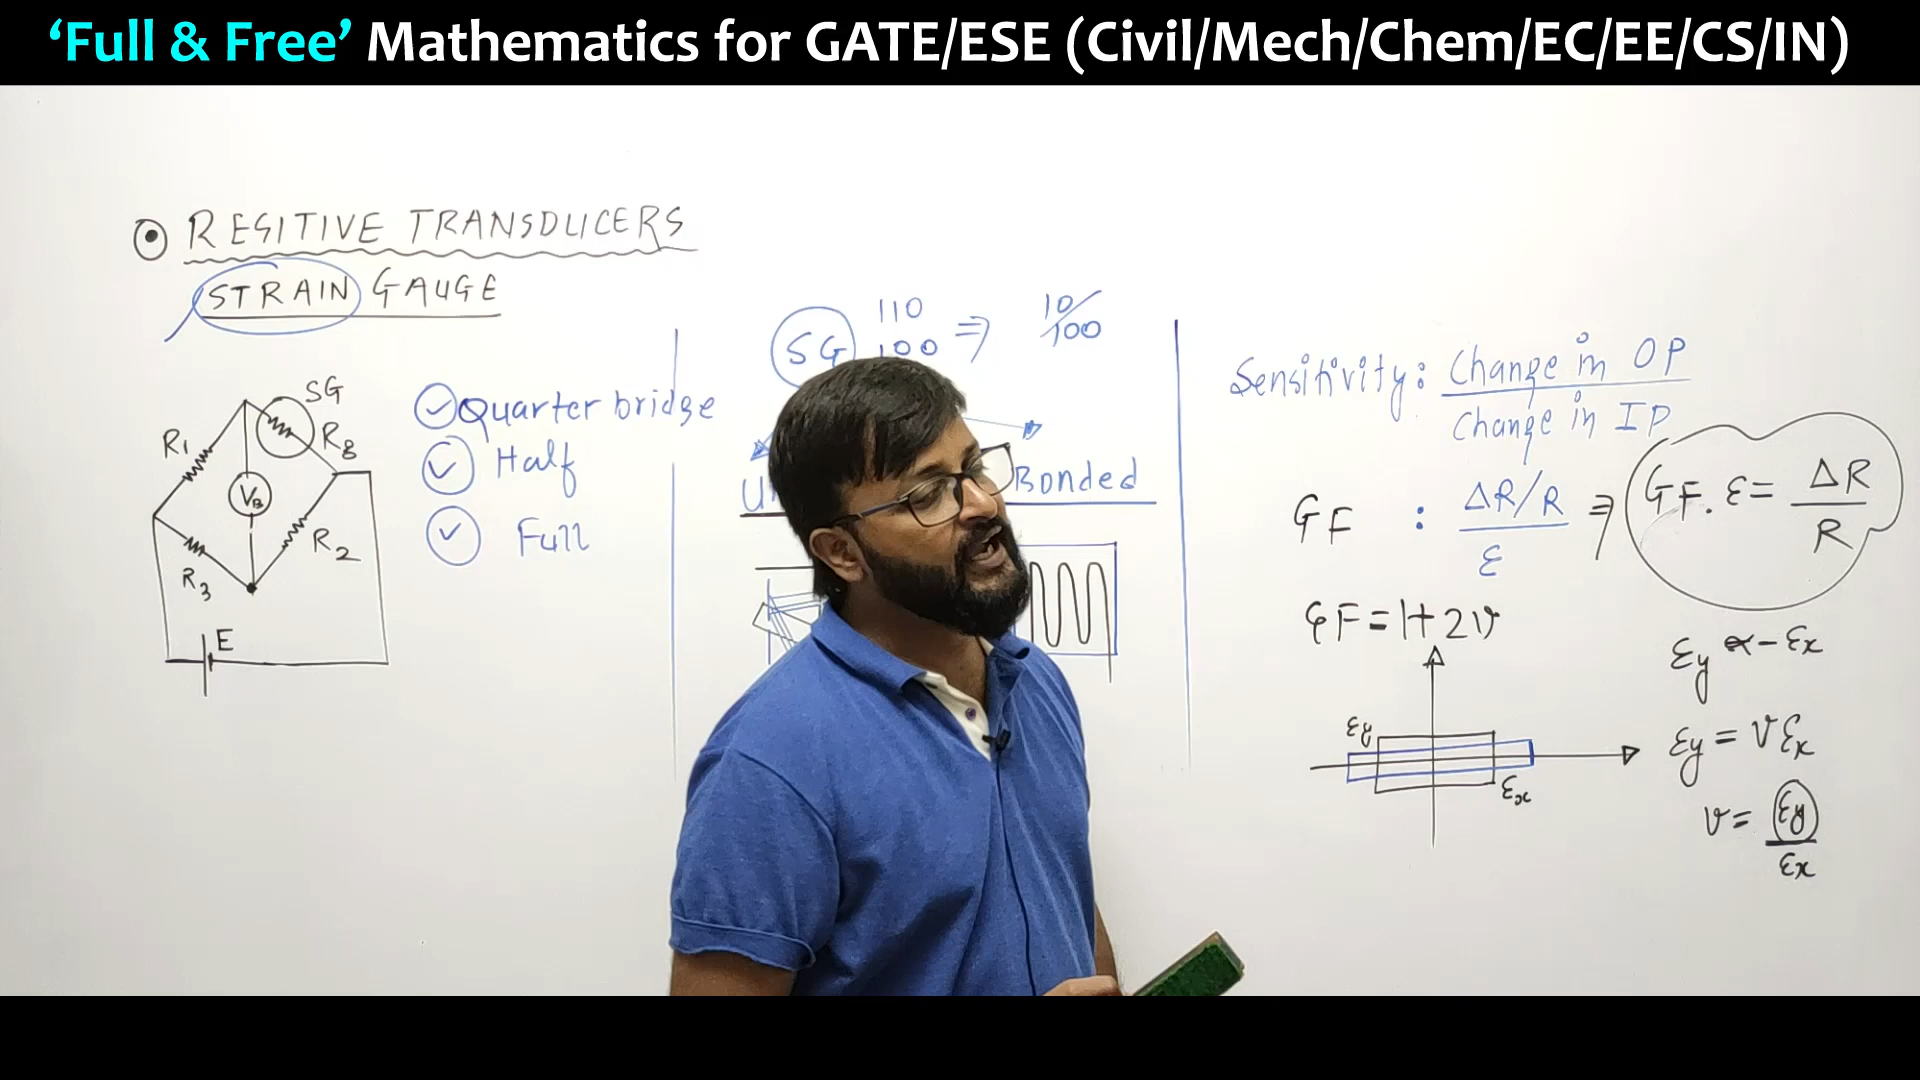 ‘Full & Free’ Mathematics for GATE/ESE (Civil/Mech/Chem/EC/EE/CS/IN)
RESITIVE TRANSDUCERS
STRAIN GAUGE
SG
R1
Rg
VB
R3
R2
E
Quarter bridge
Half
Full
SG
110
100
⇒
10/100
Bonded
Sensitivity: Change in OP
Change in IP
GF : ΔR/R
ε
⇒ GF. ε = ΔR
R
GF = 1+2ν
εy
εx
εy ∝ - εx
εy = ν εx
ν = εy
εx